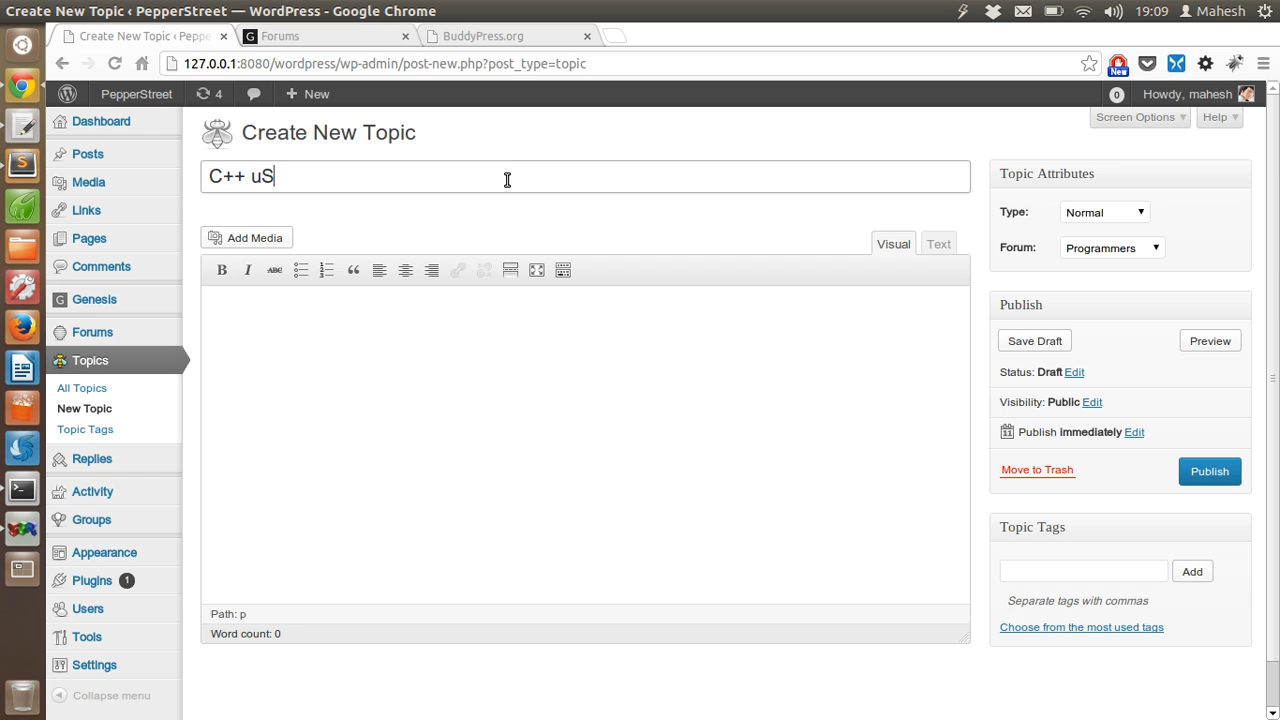 Create New Topic ‹ PepperStreet — WordPress - Google Chrome
19:09 Mahesh
Create New Topic ‹ Peppe
G Forums
BuddyPress.org
127.0.0.1:8080/wordpress/wp-admin/post-new.php?post_type=topic
New
PepperStreet
4
+ New
0
Howdy, mahesh
Dashboard
Posts
Media
Links
Pages
Comments
G Genesis
Forums
Topics
All Topics
New Topic
Topic Tags
Replies
Activity
Groups
Appearance
Plugins 1
Users
Tools
Settings
Collapse menu
Screen Options
Help
Create New Topic
C++ uS
Add Media
Visual
Text
B I ABC
Path: p
Word count: 0
Topic Attributes
Type: Normal
Forum: Programmers
Publish
Save Draft
Preview
Status: Draft Edit
Visibility: Public Edit
Publish immediately Edit
Move to Trash
Publish
Topic Tags
Add
Separate tags with commas
Choose from the most used tags